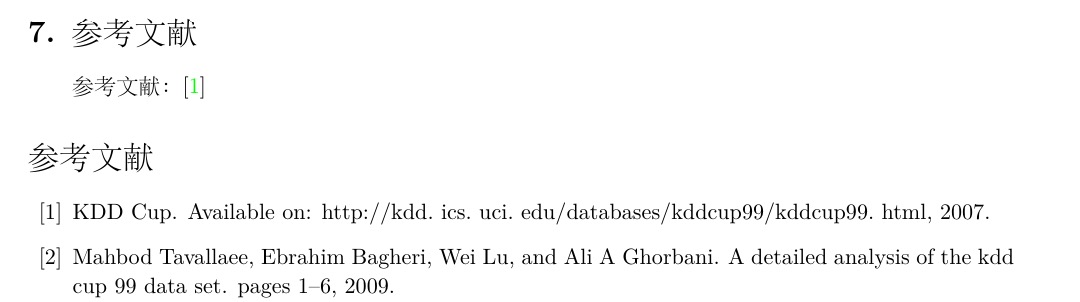 7. 参考文献
参考文献：[1]
参考文献
[1] KDD Cup. Available on: http://kdd. ics. uci. edu/databases/kddcup99/kddcup99. html, 2007.
[2] Mahbod Tavallaee, Ebrahim Bagheri, Wei Lu, and Ali A Ghorbani. A detailed analysis of the kdd
cup 99 data set. pages 1–6, 2009.